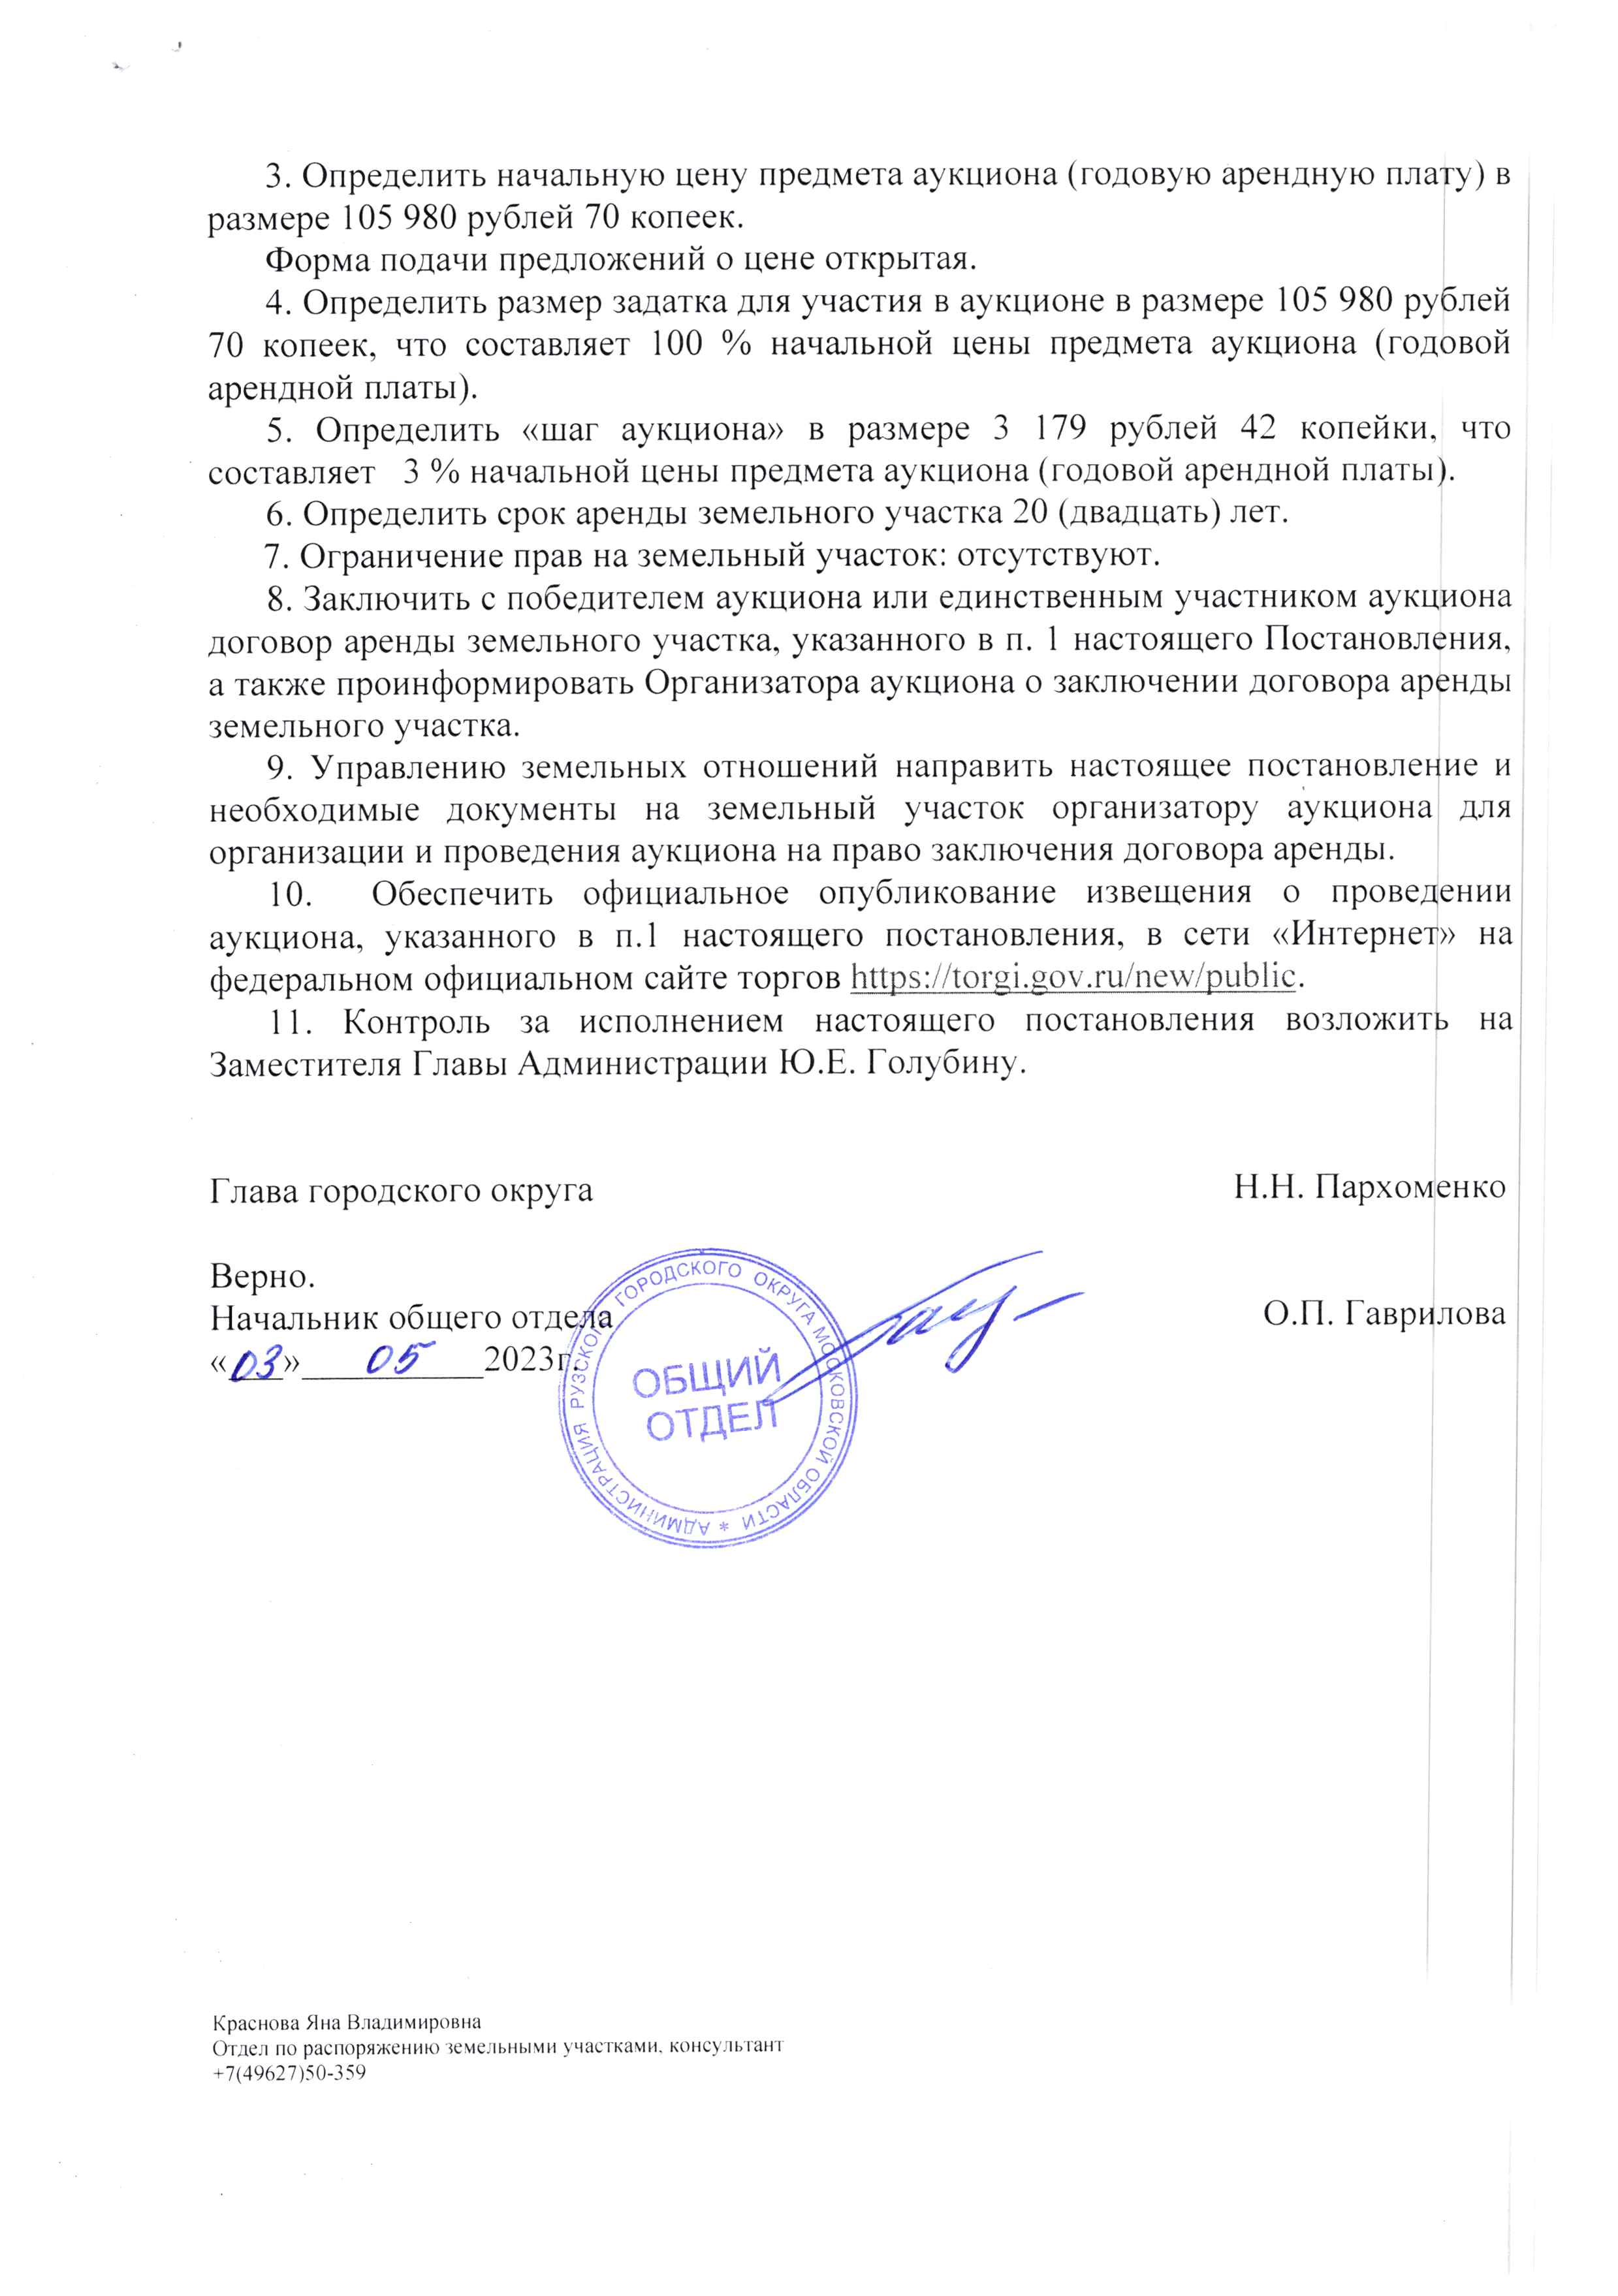 3. Определить начальную цену предмета аукциона (годовую арендную плату) в
размере 105 980 рублей 70 копеек.
Форма подачи предложений о цене открытая.
4. Определить размер задатка для участия в аукционе в размере 105 980 рублей
70 копеек, что составляет 100 % начальной цены предмета аукциона (годовой
арендной платы).
5. Определить «шаг аукциона» в размере 3 179 рублей 42 копейки, что
составляет 3 % начальной цены предмета аукциона (годовой арендной платы).
6. Определить срок аренды земельного участка 20 (двадцать) лет.
7. Ограничение прав на земельный участок: отсутствуют.
8. Заключить с победителем аукциона или единственным участником аукциона
договор аренды земельного участка, указанного в п. 1 настоящего Постановления,
а также проинформировать Организатора аукциона о заключении договора аренды
земельного участка.
9. Управлению земельных отношений направить настоящее постановление и
необходимые документы на земельный участок организатору аукциона для
организации и проведения аукциона на право заключения договора аренды.
10. Обеспечить официальное опубликование извещения о проведении
аукциона, указанного в п.1 настоящего постановления, в сети «Интернет» на
федеральном официальном сайте торгов https://torgi.gov.ru/new/public.
11. Контроль за исполнением настоящего постановления возложить на
Заместителя Главы Администрации Ю.Е. Голубину.
Глава городского округа Н.Н. Пархоменко
Верно.
Начальник общего отдела О.П. Гаврилова
«03» 05 2023г.
АДМИНИСТРАЦИЯ РУЗСКОГО ГОРОДСКОГО ОКРУГА МОСКОВСКОЙ ОБЛАСТИ *
ОБЩИЙ
ОТДЕЛ
Краснова Яна Владимировна
Отдел по распоряжению земельными участками, консультант
+7(49627)50-359